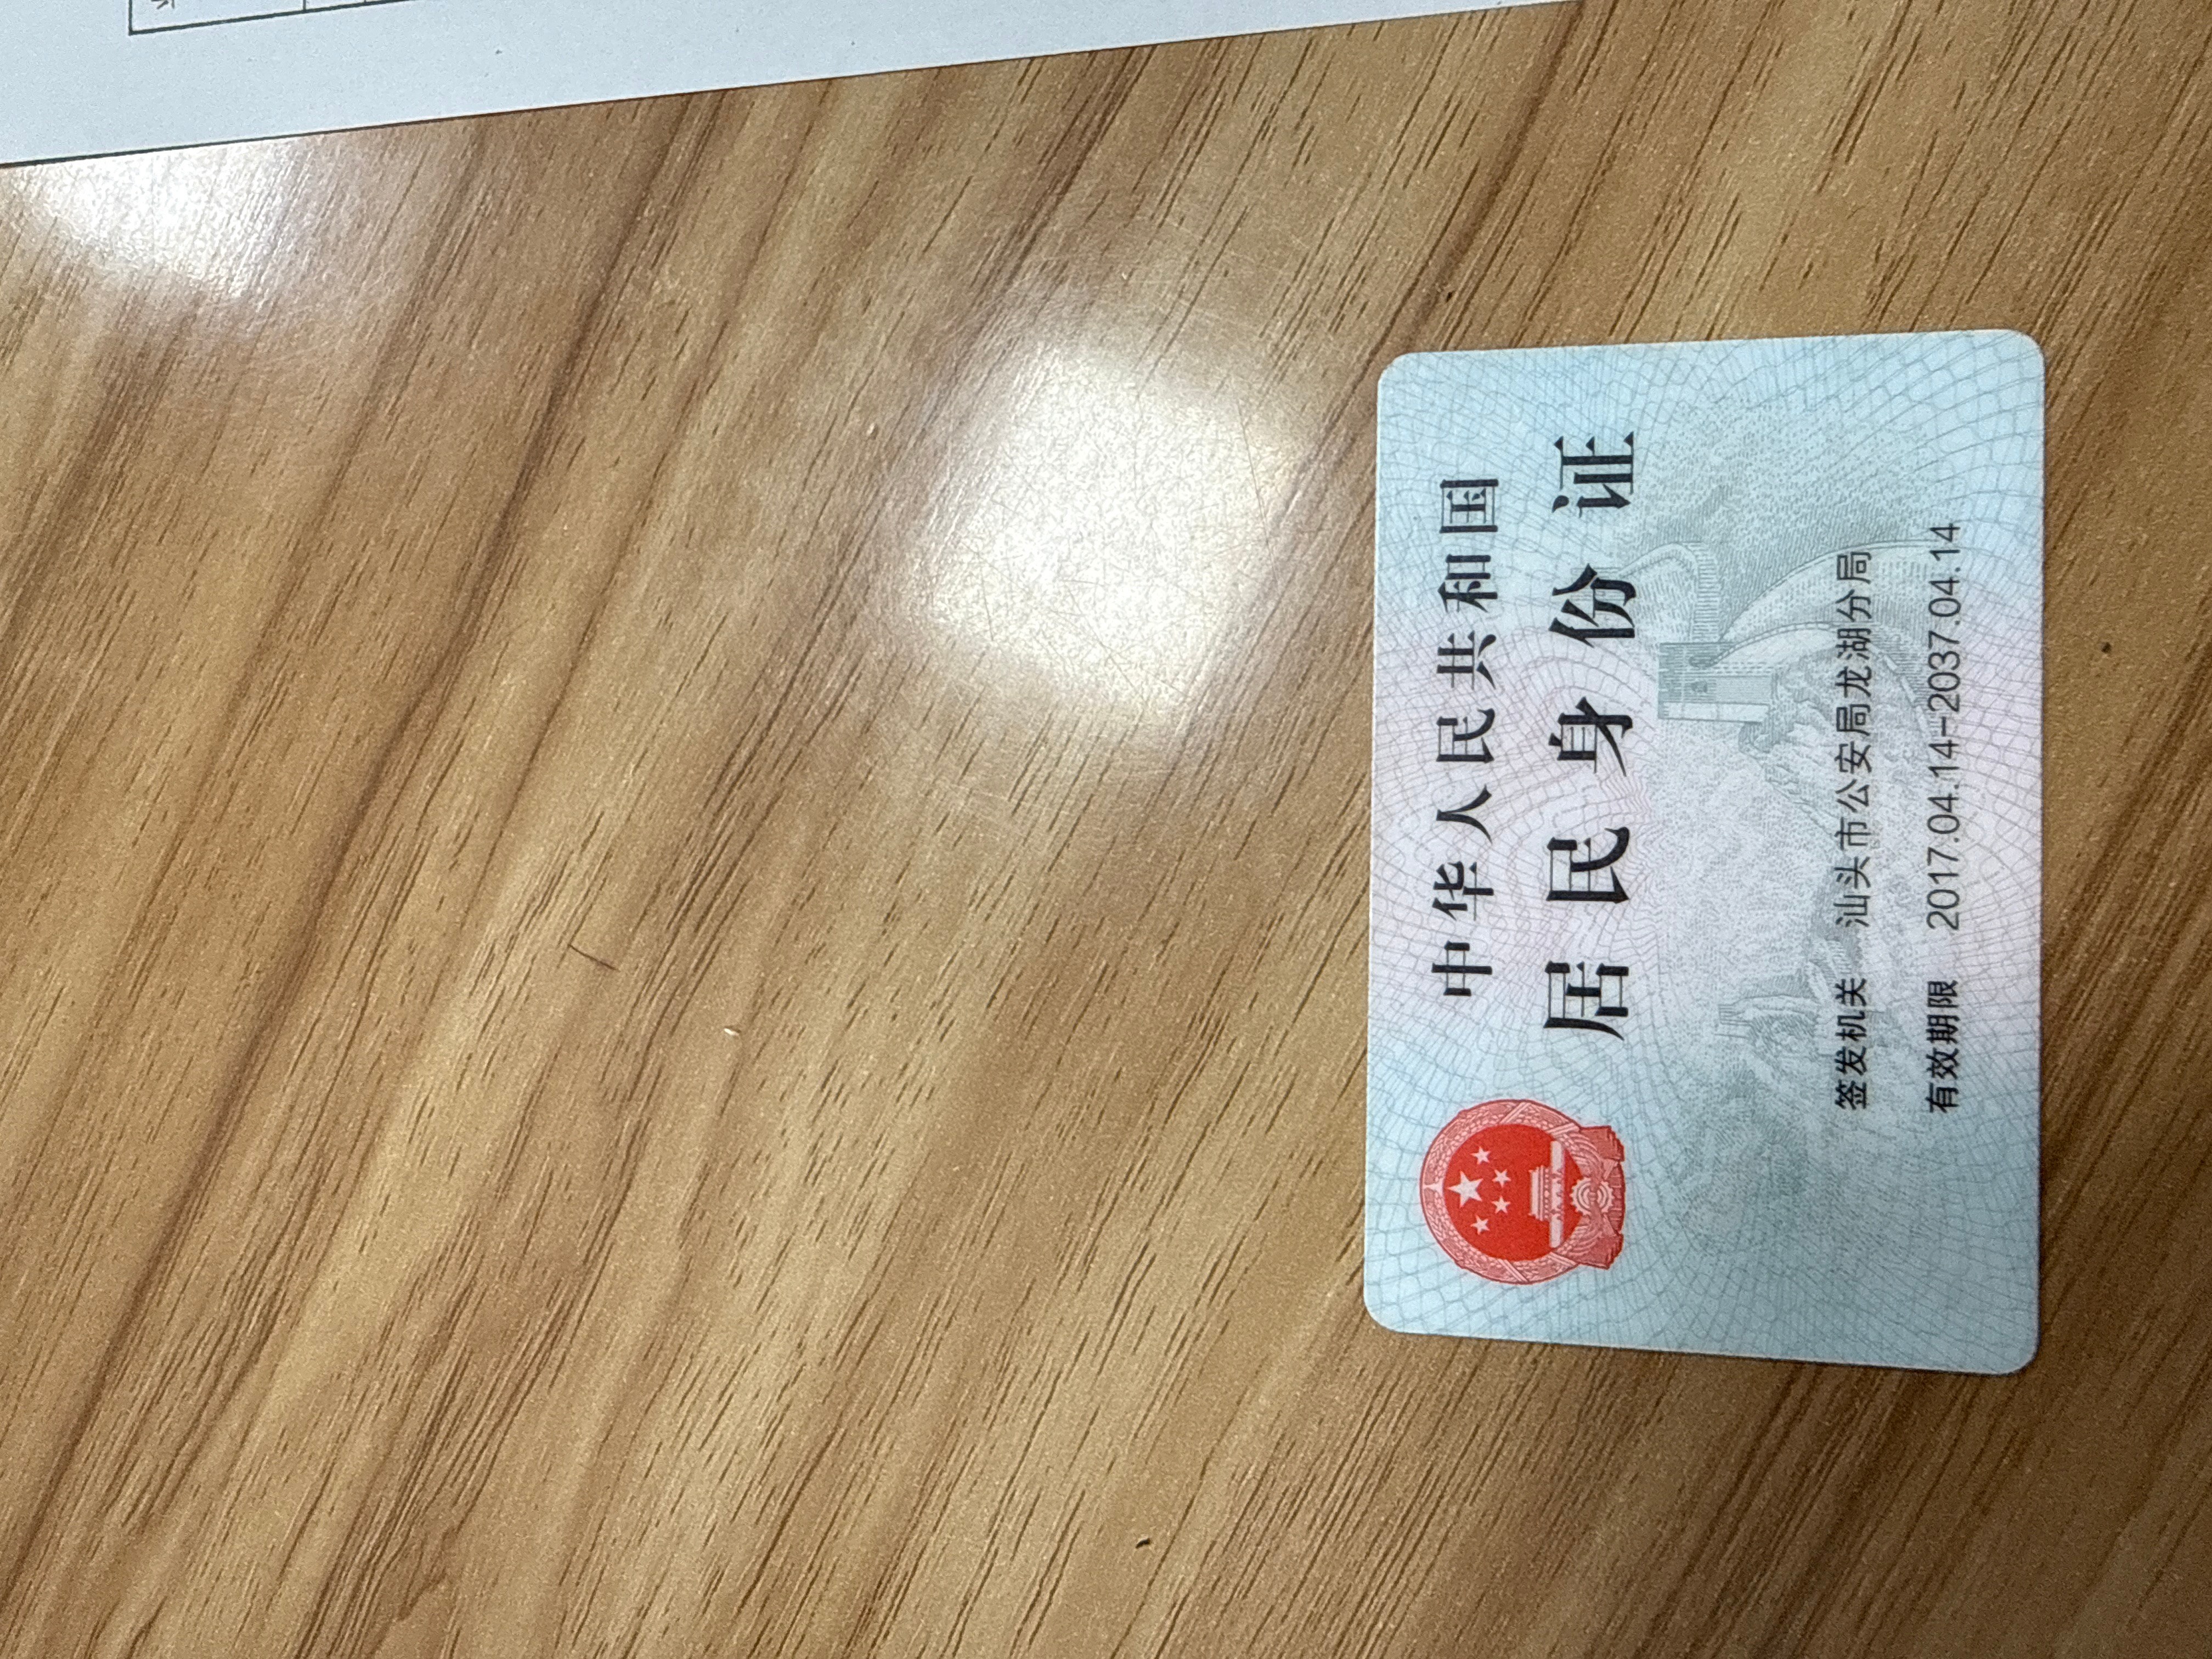 中华人民共和国
居民身份证
签发机关 汕头市公安局龙湖分局
有效期限 2017.04.14-2037.04.14